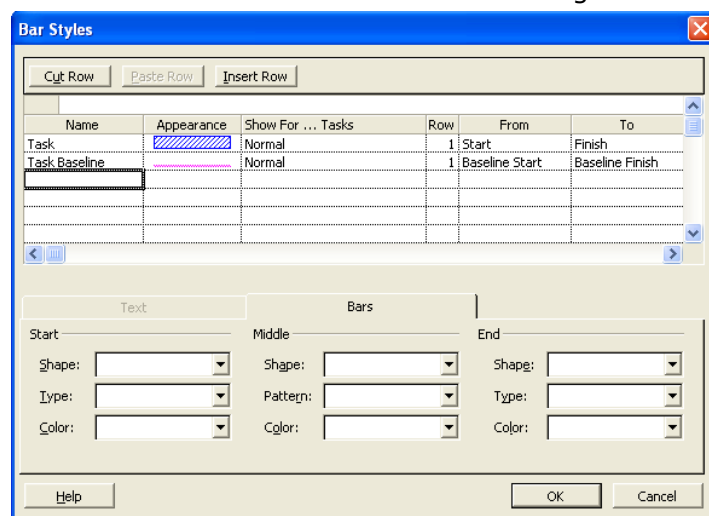 Bar Styles
Cut Row Paste Row Insert Row
Name Appearance Show For ... Tasks Row From To
Task Normal 1 Start Finish
Task Baseline Normal 1 Baseline Start Baseline Finish
Text Bars
Start Middle End
Shape: Shape: Shape:
Type: Pattern: Type:
Color: Color: Color:
Help OK Cancel